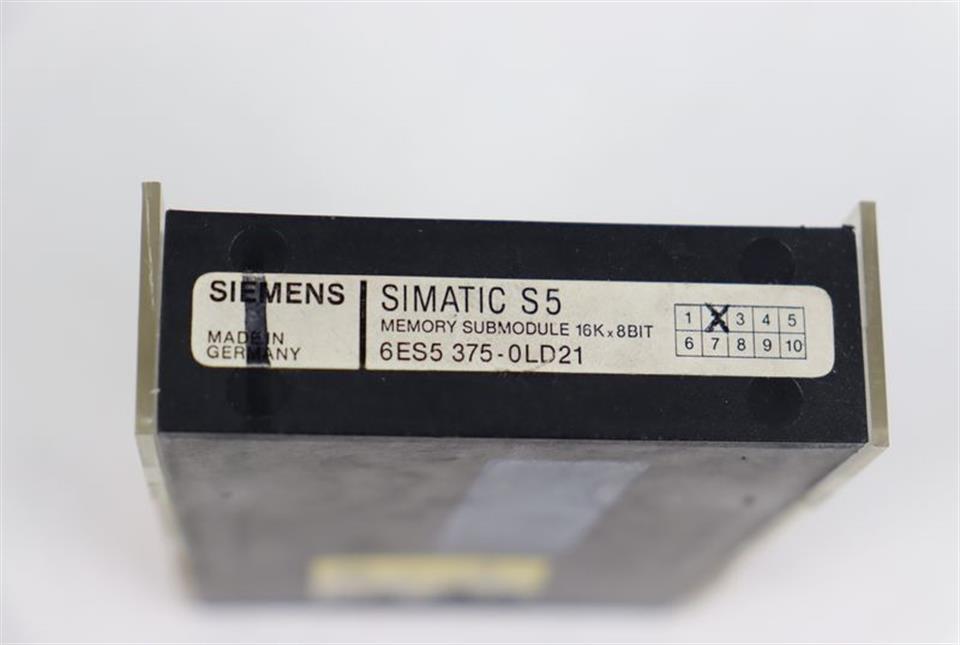 SIEMENS
MADE IN
GERMANY
SIMATIC S5
MEMORY SUBMODULE 16Kx8BIT
6ES5 375-0LD21
1 X 3 4 5
6 7 8 9 10